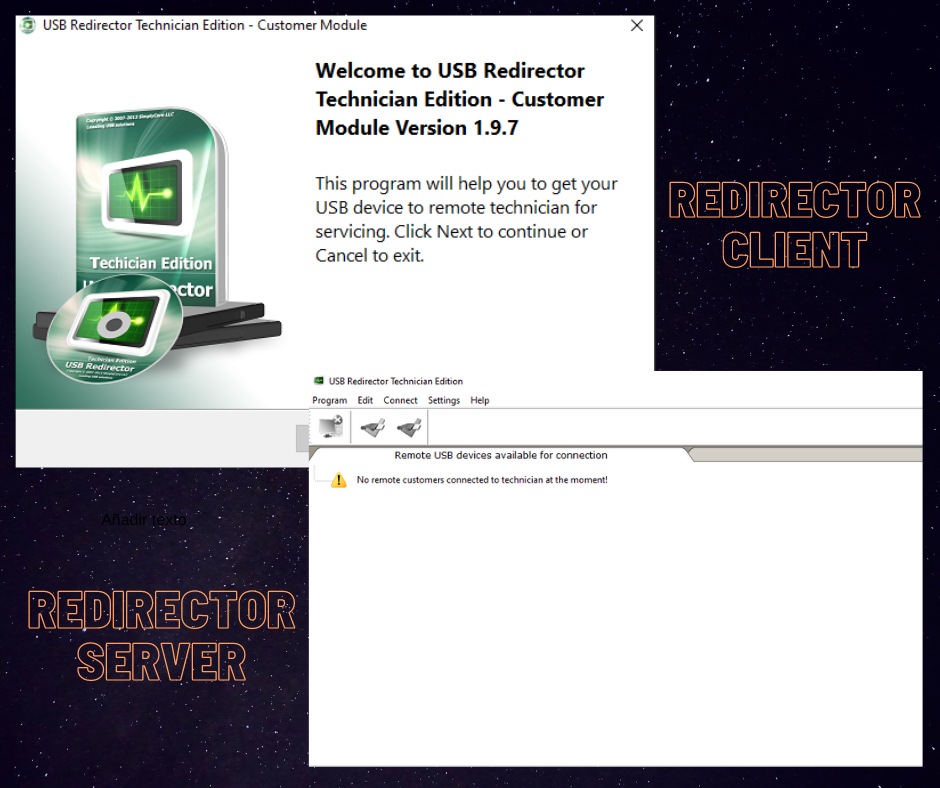 USB Redirector Technician Edition - Customer Module
Welcome to USB Redirector
Technician Edition - Customer
Module Version 1.9.7
This program will help you to get your
USB device to remote technician for
servicing. Click Next to continue or
Cancel to exit.
Copyright © 2007-2013 SimplyCore LLC
Leading USB solutions
Techician Edition
ctor
Techician Edition
USB Redirector
REDIRECTOR
CLIENT
USB Redirector Technician Edition
Program Edit Connect Settings Help
Remote USB devices available for connection
No remote customers connected to technician at the moment!
Añadir texto
REDIRECTOR
SERVER